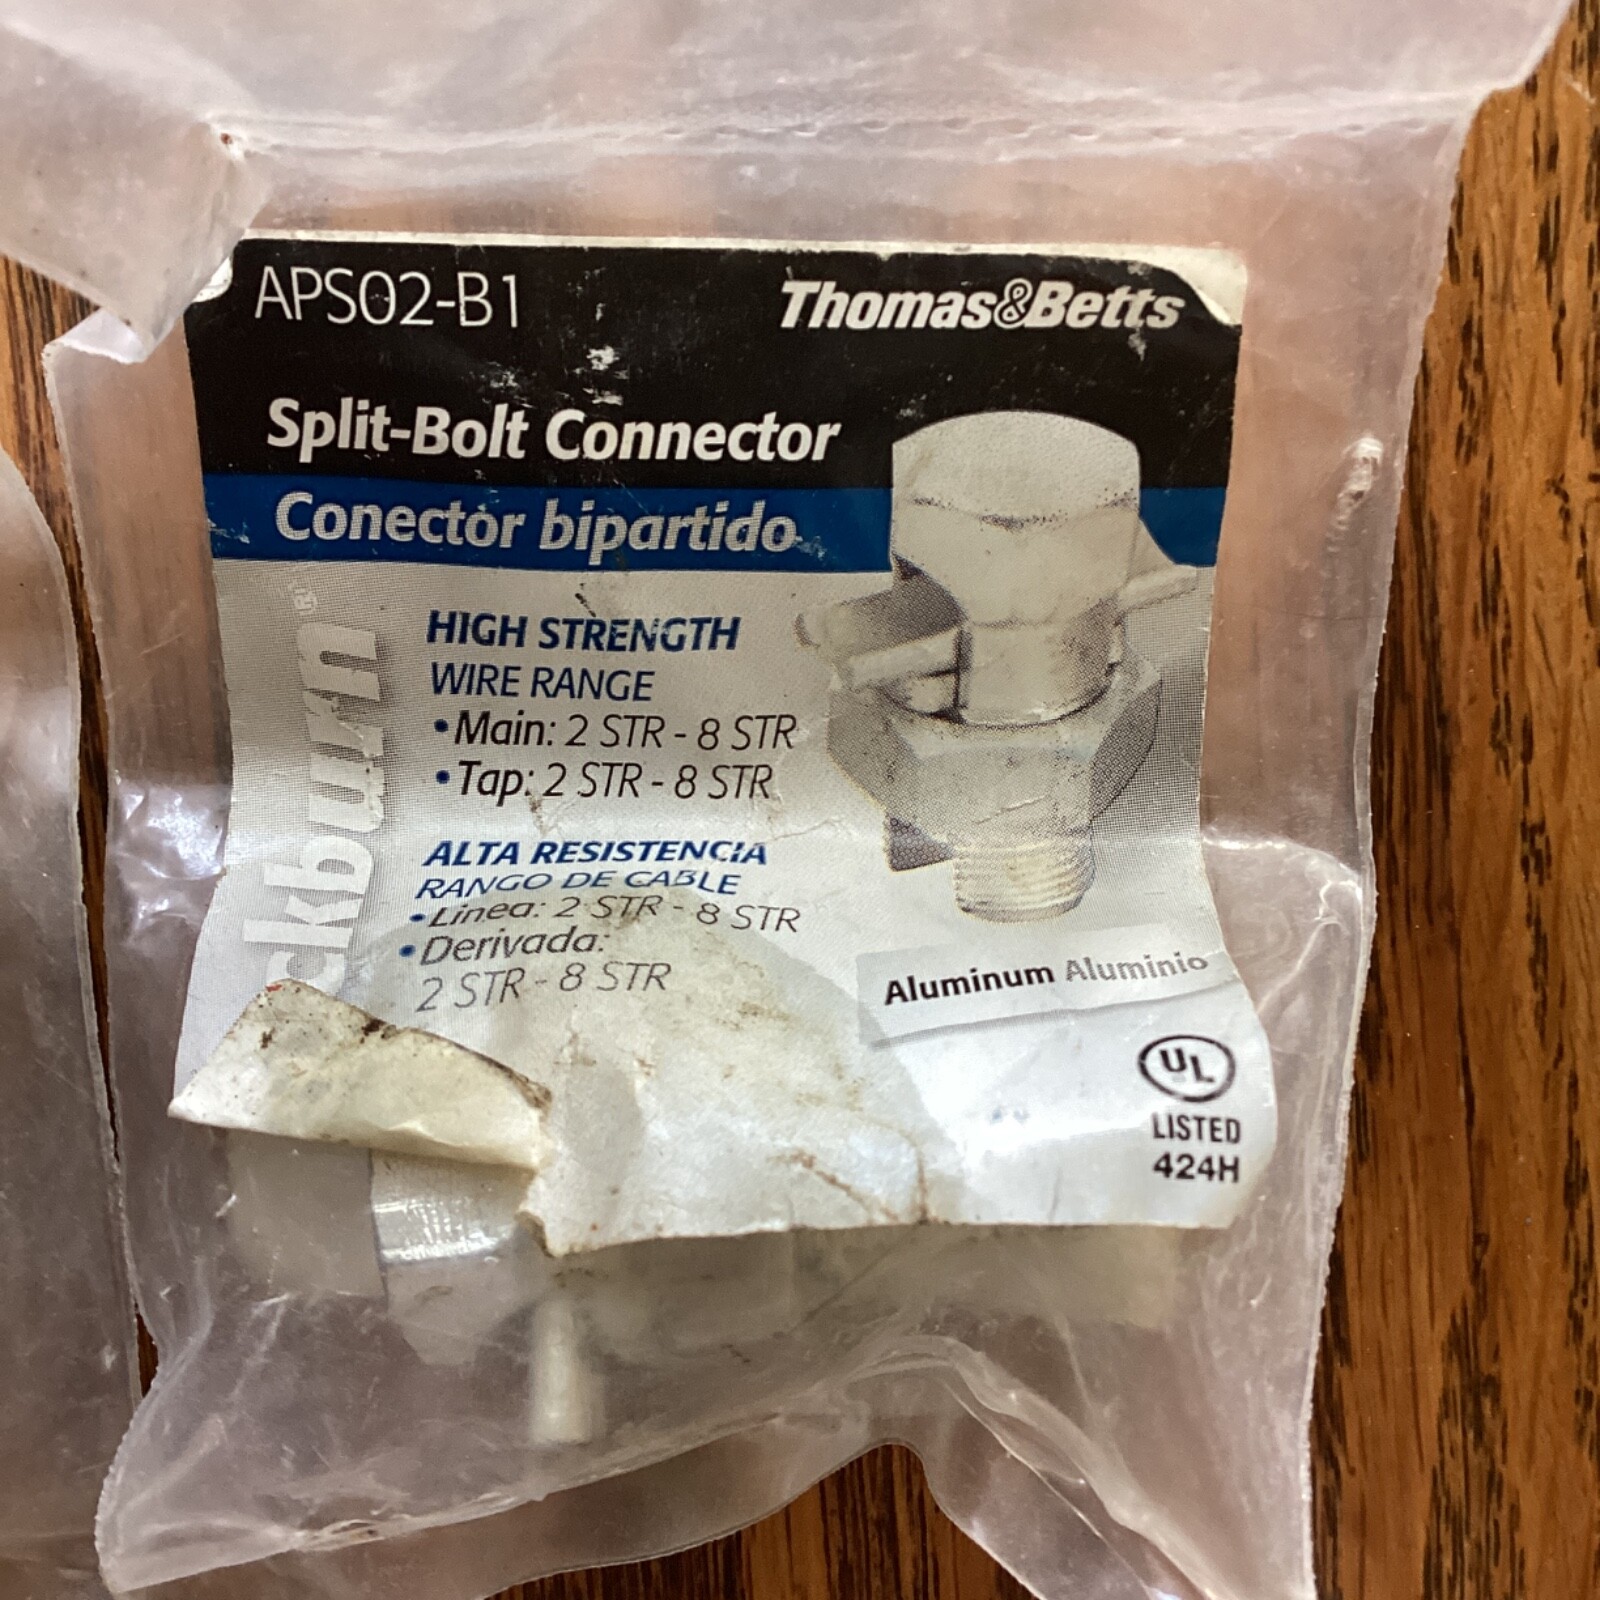 APS02-B1
Thomas&Betts
Split-Bolt Connector
Conector bipartido
HIGH STRENGTH
WIRE RANGE
•Main: 2 STR - 8 STR
•Tap: 2 STR - 8 STR
ALTA RESISTENCIA
RANGO DE CABLE
•Linea: 2 STR - 8 STR
•Derivada:
2 STR - 8 STR
ckburn®
Aluminum Aluminio
UL
LISTED
424H